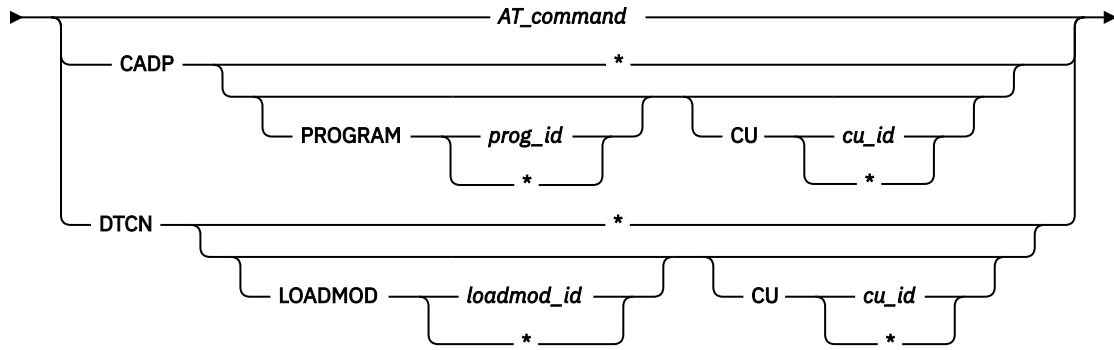 AT_command
CADP *
PROGRAM prog_id CU cu_id
* *
DTCN *
LOADMOD loadmod_id CU cu_id
* *